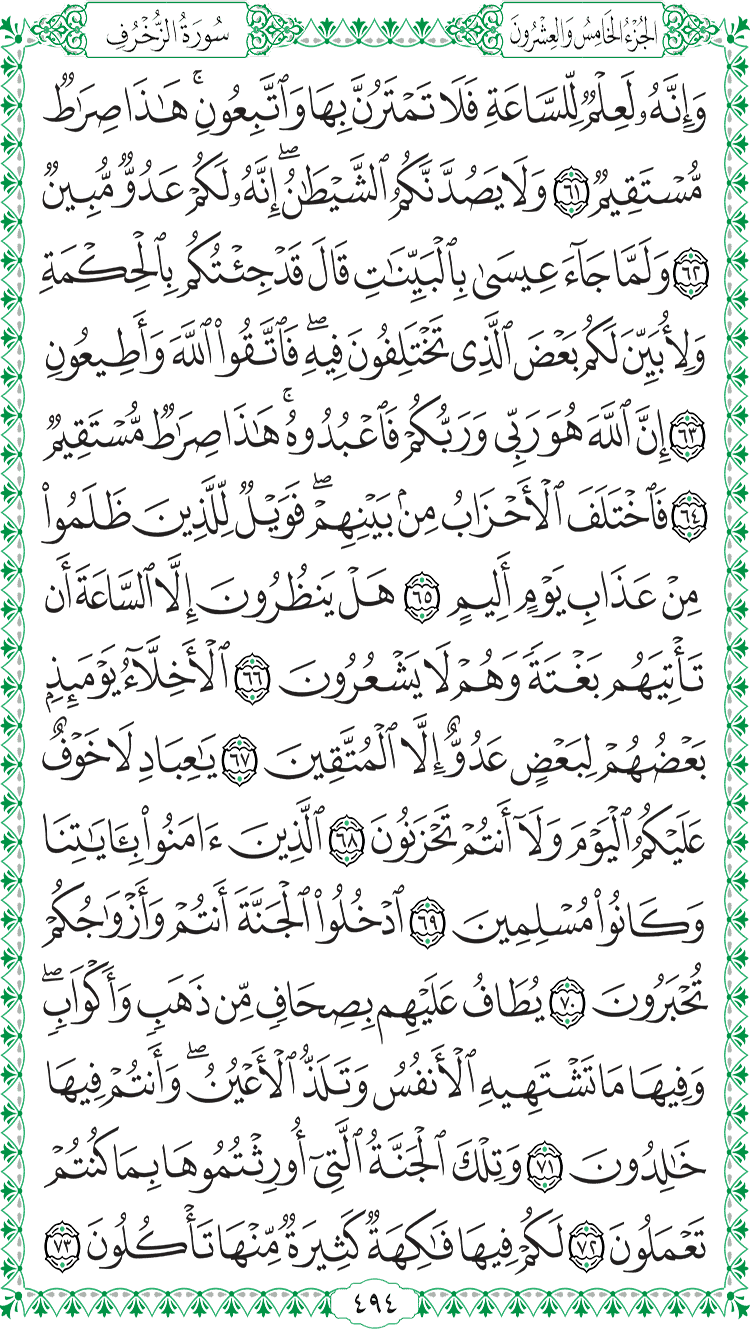 الجُزْءُ الخَامِسُ وَالعِشْرُونَ
سُورَةُ الزُّخْرُفِ
وَإِنَّهُۥ لَعِلْمٌ لِّلسَّاعَةِ فَلَا تَمْتَرُنَّ بِهَا وَٱتَّبِعُونِ ۚ هَٰذَا صِرَٰطٌ
مُّسْتَقِيمٌ ۝٦١ وَلَا يَصُدَّنَّكُمُ ٱلشَّيْطَٰنُ ۖ إِنَّهُۥ لَكُمْ عَدُوٌّ مُّبِينٌ
۝٦٢ وَلَمَّا جَآءَ عِيسَىٰ بِٱلْبَيِّنَٰتِ قَالَ قَدْ جِئْتُكُم بِٱلْحِكْمَةِ
وَلِأُبَيِّنَ لَكُم بَعْضَ ٱلَّذِى تَخْتَلِفُونَ فِيهِ ۖ فَٱتَّقُوا۟ ٱللَّهَ وَأَطِيعُونِ
۝٦٣ إِنَّ ٱللَّهَ هُوَ رَبِّى وَرَبُّكُمْ فَٱعْبُدُوهُ ۚ هَٰذَا صِرَٰطٌ مُّسْتَقِيمٌ
۝٦٤ فَٱخْتَلَفَ ٱلْأَحْزَابُ مِنۢ بَيْنِهِمْ ۖ فَوَيْلٌ لِّلَّذِينَ ظَلَمُوا۟
مِنْ عَذَابِ يَوْمٍ أَلِيمٍ ۝٦٥ هَلْ يَنظُرُونَ إِلَّا ٱلسَّاعَةَ أَن
تَأْتِيَهُم بَغْتَةً وَهُمْ لَا يَشْعُرُونَ ۝٦٦ ٱلْأَخِلَّآءُ يَوْمَئِذٍۭ
بَعْضُهُمْ لِبَعْضٍ عَدُوٌّ إِلَّا ٱلْمُتَّقِينَ ۝٦٧ يَٰعِبَادِ لَا خَوْفٌ
عَلَيْكُمُ ٱلْيَوْمَ وَلَآ أَنتُمْ تَحْزَنُونَ ۝٦٨ ٱلَّذِينَ ءَامَنُوا۟ بِـَٔايَٰتِنَا
وَكَانُوا۟ مُسْلِمِينَ ۝٦٩ ٱدْخُلُوا۟ ٱلْجَنَّةَ أَنتُمْ وَأَزْوَٰجُكُمْ
تُحْبَرُونَ ۝٧٠ يُطَافُ عَلَيْهِم بِصِحَافٍ مِّن ذَهَبٍ وَأَكْوَابٍ ۖ
وَفِيهَا مَا تَشْتَهِيهِ ٱلْأَنفُسُ وَتَلَذُّ ٱلْأَعْيُنُ ۖ وَأَنتُمْ فِيهَا
خَٰلِدُونَ ۝٧١ وَتِلْكَ ٱلْجَنَّةُ ٱلَّتِىٓ أُورِثْتُمُوهَا بِمَا كُنتُمْ
تَعْمَلُونَ ۝٧٢ لَكُمْ فِيهَا فَٰكِهَةٌ كَثِيرَةٌ مِّنْهَا تَأْكُلُونَ ۝٧٣
٤٩٤